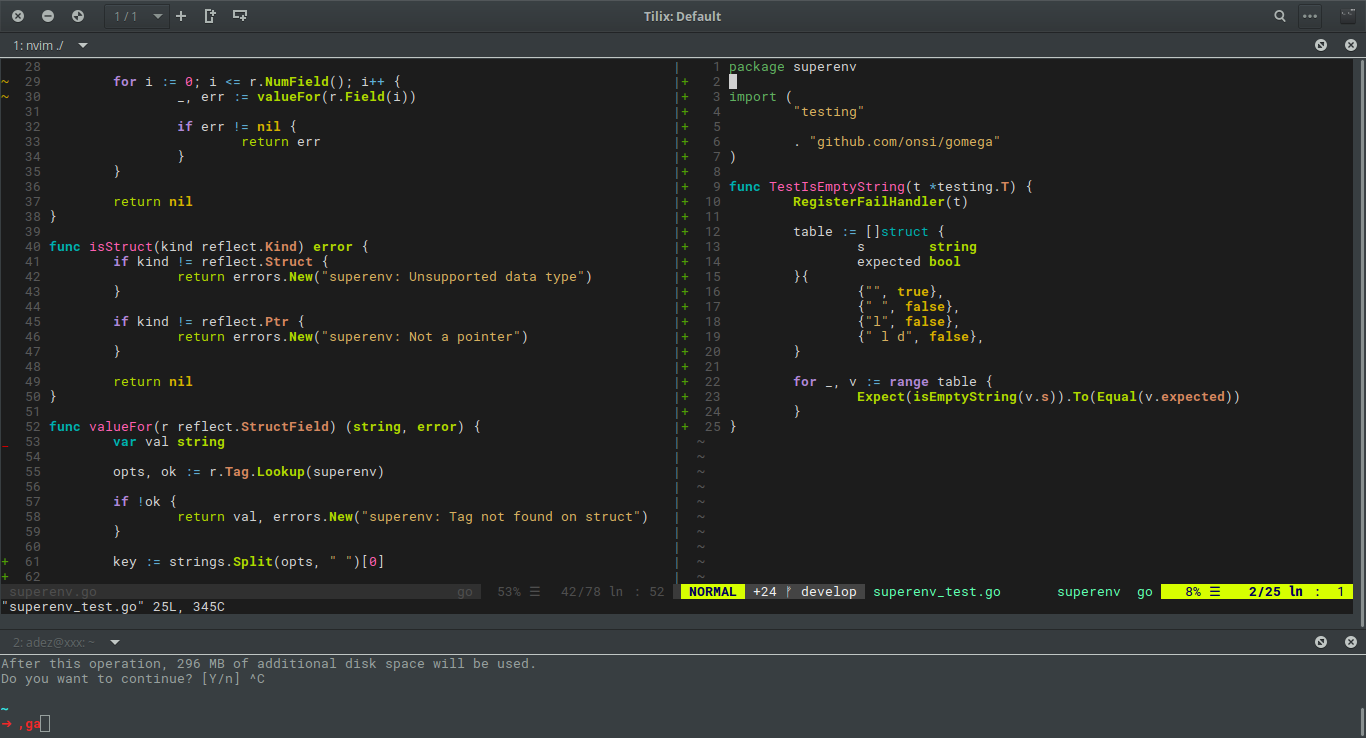 1 / 1
Tilix: Default
1: nvim ./
28
~ 29         for i := 0; i <= r.NumField(); i++ {
~ 30                 _, err := valueFor(r.Field(i))
31
32                 if err != nil {
33                         return err
34                 }
35         }
36
37         return nil
38 }
39
40 func isStruct(kind reflect.Kind) error {
41         if kind != reflect.Struct {
42                 return errors.New("superenv: Unsupported data type")
43         }
44
45         if kind != reflect.Ptr {
46                 return errors.New("superenv: Not a pointer")
47         }
48
49         return nil
50 }
51
52 func valueFor(r reflect.StructField) (string, error) {
_ 53         var val string
54
55         opts, ok := r.Tag.Lookup(superenv)
56
57         if !ok {
58                 return val, errors.New("superenv: Tag not found on struct")
59         }
60
+ 61         key := strings.Split(opts, " ")[0]
+ 62
superenv.go go 53% ☰ 42/78 ln : 52
"superenv_test.go" 25L, 345C
1 package superenv
+ 2
+ 3 import (
+ 4         "testing"
+ 5
+ 6         . "github.com/onsi/gomega"
+ 7 )
+ 8
+ 9 func TestIsEmptyString(t *testing.T) {
+ 10         RegisterFailHandler(t)
+ 11
+ 12         table := []struct {
+ 13                 s        string
+ 14                 expected bool
+ 15         }{
+ 16                 {"", true},
+ 17                 {" ", false},
+ 18                 {"l", false},
+ 19                 {" l d", false},
+ 20         }
+ 21
+ 22         for _, v := range table {
+ 23                 Expect(isEmptyString(v.s)).To(Equal(v.expected))
+ 24         }
+ 25 }
~
~
~
~
~
~
~
~
~
~
NORMAL +24 ᚠ develop superenv_test.go superenv go 8% ☰ 2/25 ln : 1
2: adez@xxx: ~
After this operation, 296 MB of additional disk space will be used.
Do you want to continue? [Y/n] ^C
~
➜ ,ga